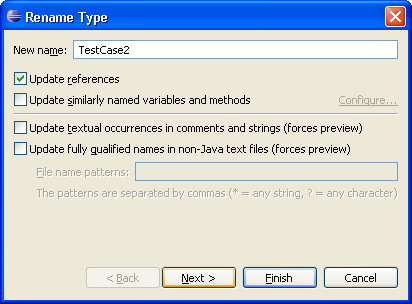 Rename Type
New name: TestCase2
Update references
Update similarly named variables and methods Configure...
Update textual occurrences in comments and strings (forces preview)
Update fully qualified names in non-Java text files (forces preview)
File name patterns:
The patterns are separated by commas (* = any string, ? = any character)
< Back Next > Finish Cancel